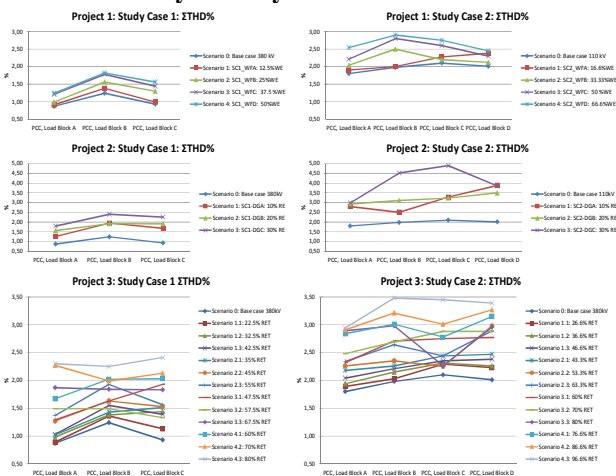 Project 1: Study Case 1: ΣTHD%
3,00
2,50
2,00
1,50
1,00
0,50
0,00
%
PCC, Load Block A PCC, Load Block B PCC, Load Block C
Scenario 0: Base case 380 kV
Scenario 1: SC1_WFA: 12.5%WE
Scenario 2: SC1_WFB: 25%WE
Scenario 3: SC1_WFC: 37.5 %WE
Scenario 4: SC1_WFD: 50%WE
Project 1: Study Case 2: ΣTHD%
3,00
2,50
2,00
1,50
1,00
0,50
0,00
%
PCC, Load Block A PCC, Load Block B PCC, Load Block C PCC, Load Block D
Scenario 0: Base case 110 kV
Scenario 1: SC2_WFA: 16.6%WE
Scenario 2: SC2_WFB: 33.33%WE
Scenario 3: SC2_WFC: 50 %WE
Scenario 4: SC2_WFD: 66.6%WE
Project 2: Study Case 1: ΣTHD%
5,00
4,50
4,00
3,50
3,00
2,50
2,00
1,50
1,00
0,50
0,00
%
PCC, Load Block A PCC, Load Block B PCC, Load Block C
Scenario 0: Base case 380kV
Scenario 1: SC1-DGA: 10% RE
Scenario 2: SC1-DGB: 20% RE
Scenario 3: SC1-DGC: 30% RE
Project 2: Study Case 2: ΣTHD%
5,00
4,50
4,00
3,50
3,00
2,50
2,00
1,50
1,00
0,50
0,00
%
PCC, Load Block A PCC, Load Block B PCC, Load Block C PCC, Load Block D
Scenario 0: Base case 110kV
Scenario 1: SC2-DGA: 10% RE
Scenario 2: SC2-DGB: 20% RE
Scenario 3: SC2-DGC: 30% RE
Project 3: Study Case 1 ΣTHD%
3,50
3,00
2,50
2,00
1,50
1,00
0,50
%
PCC, Load Block A PCC, Load Block B PCC, Load Block C
Scenario 0: Base case 380kV
Scenario 1.1: 22.5% RET
Scenario 1.2: 32.5% RET
Scenario 1.3: 42.5% RET
Scenario 2.1: 35% RET
Scenario 2.2: 45% RET
Scenario 2.3: 55% RET
Scenario 3.1: 47.5% RET
Scenario 3.2: 57.5% RET
Scenario 3.3: 67.5% RET
Scenario 4.1: 60% RET
Scenario 4.2: 70% RET
Scenario 4.3: 80% RET
Project 3: Study Case 2: ΣTHD%
3,50
3,00
2,50
2,00
1,50
1,00
0,50
%
PCC, Load Block A PCC, Load Block B PCC, Load Block C PCC, Load Block D
Scenario 0: Base case 110kV
Scenario 1.1: 26.6% RET
Scenario 1.2: 36.6% RET
Scenario 1.3: 46.6% RET
Scenario 2.1: 43.3% RET
Scenario 2.2: 53.3% RET
Scenario 2.3: 63.3% RET
Scenario 3.1: 60% RET
Scenario 3.2: 70% RET
Scenario 3.3: 80% RET
Scenario 4.1: 76.6% RET
Scenario 4.2: 86.6% RET
Scenario 4.3: 96.6% RET